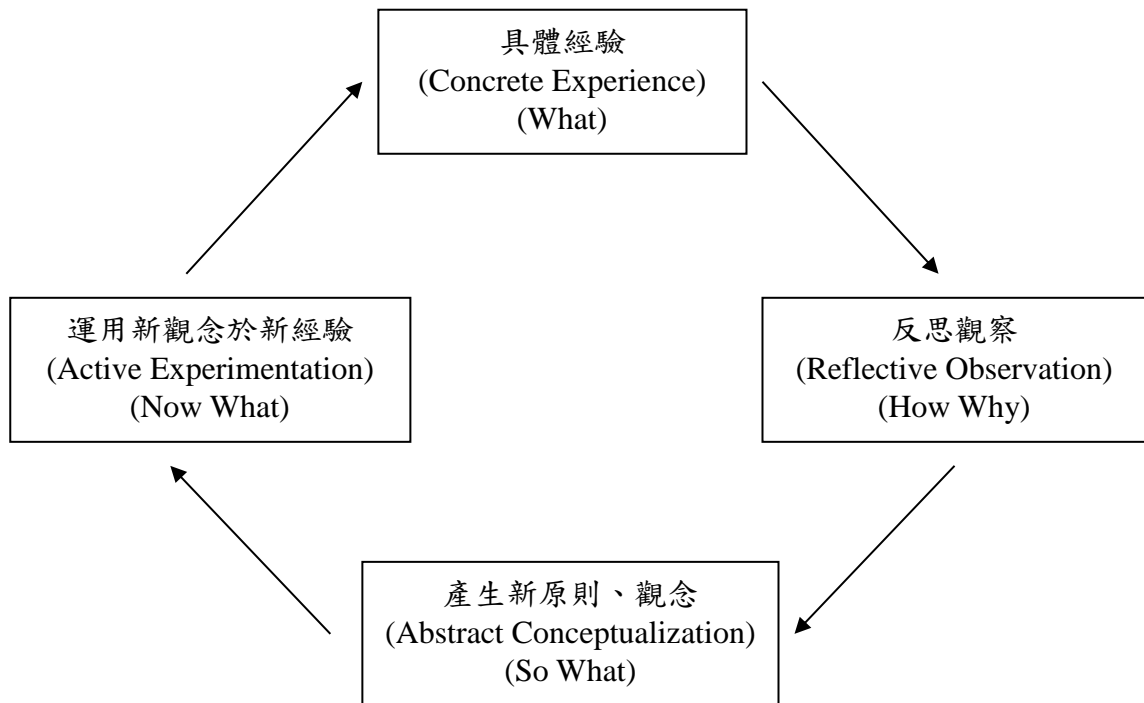 具體經驗
(Concrete Experience)
(What)
運用新觀念於新經驗
(Active Experimentation)
(Now What)
反思觀察
(Reflective Observation)
(How Why)
產生新原則、觀念
(Abstract Conceptualization)
(So What)